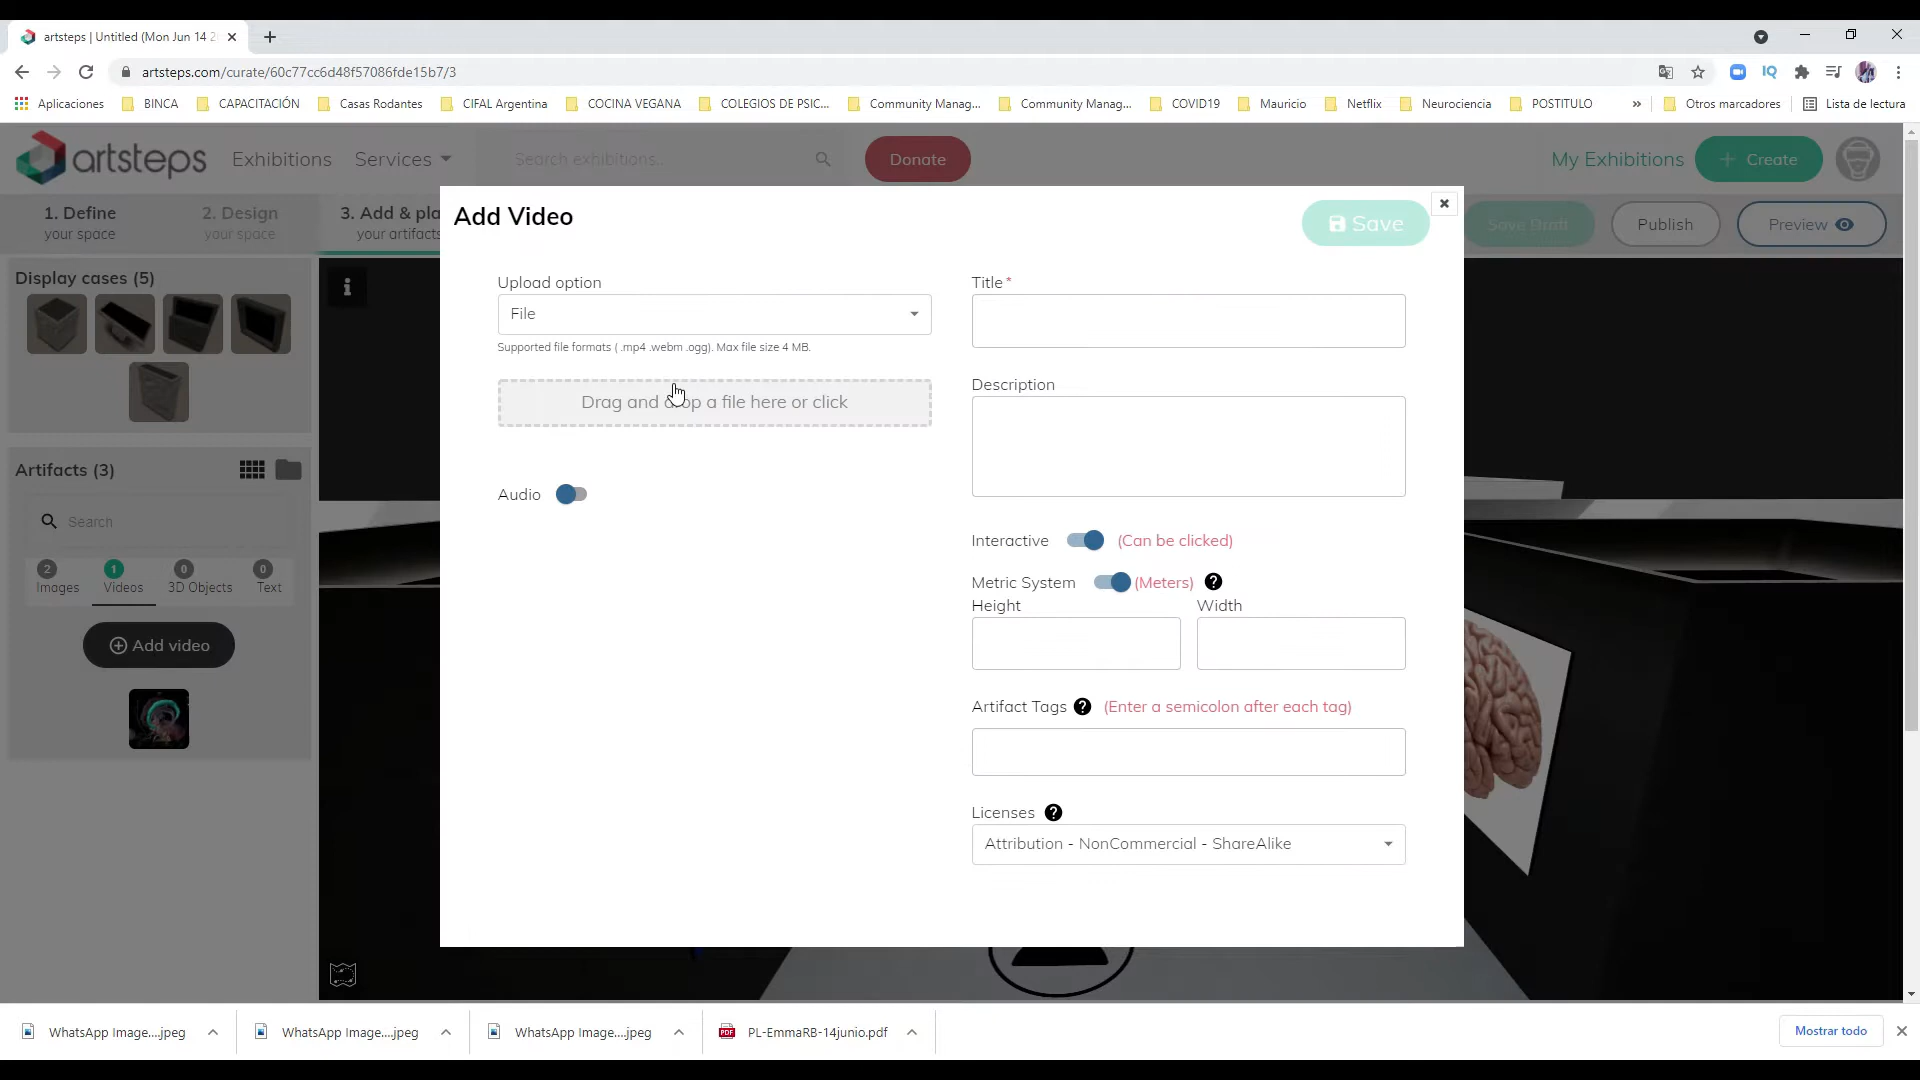 artsteps | Untitled (Mon Jun 14 2
artsteps.com/curate/60c77cc6d48f57086fde15b7/3
Aplicaciones
BINCA
CAPACITACIÓN
Casas Rodantes
CIFAL Argentina
COCINA VEGANA
COLEGIOS DE PSIC...
Community Manag...
Community Manag...
COVID19
Mauricio
Netflix
Neurociencia
POSTITULO
»
Otros marcadores
Lista de lectura
artsteps
Exhibitions
Services
Search exhibitions..
Donate
My Exhibitions
+ Create
1. Define
your space
2. Design
your space
3. Add & pla
your artifacts
Save Draft
Publish
Preview
Add Video
Save
Display cases (5)
Artifacts (3)
Search
2
Images
1
Videos
0
3D Objects
0
Text
Add video
Upload option
File
Supported file formats ( .mp4 .webm .ogg). Max file size 4 MB.
Drag and drop a file here or click
Audio
Title*
Description
Interactive
(Can be clicked)
Metric System
(Meters)
Height
Width
Artifact Tags
(Enter a semicolon after each tag)
Licenses
Attribution - NonCommercial - ShareAlike
WhatsApp Image....jpeg
WhatsApp Image....jpeg
WhatsApp Image....jpeg
PL-EmmaRB-14junio.pdf
Mostrar todo